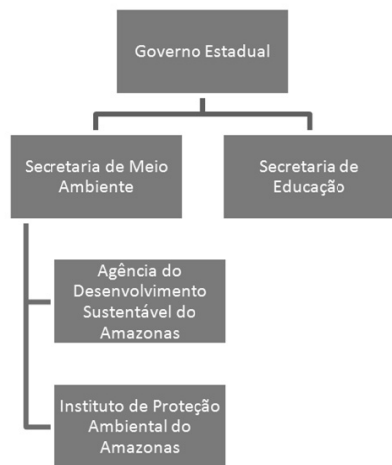 Governo Estadual
Secretaria de Meio
Ambiente
Secretaria de
Educação
Agência do
Desenvolvimento
Sustentável do
Amazonas
Instituto de Proteção
Ambiental do
Amazonas